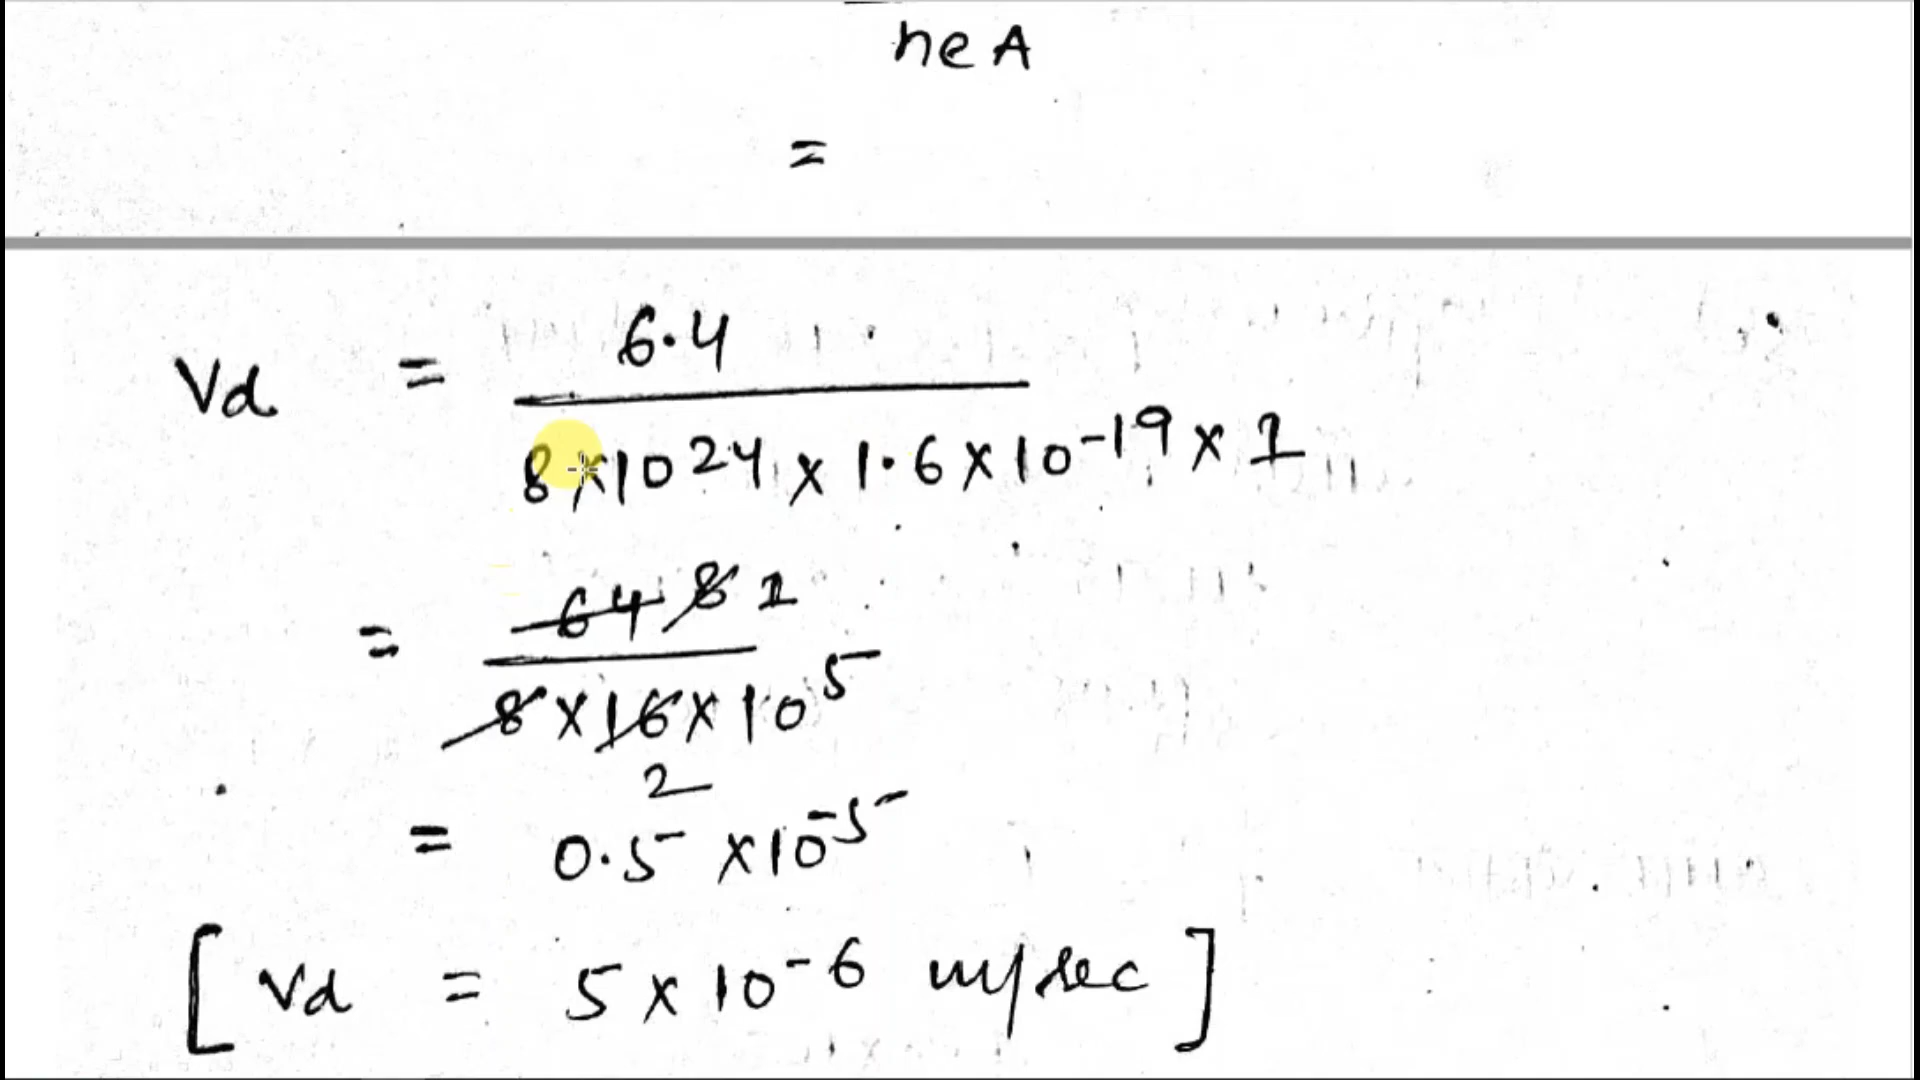 neA
=
Vd = 6.4 / 8×10^24 × 1.6×10^-19 × 1
= 64 8 1 / 8×16×10^5
2
= 0.5 ×10^-5
[ Vd = 5 × 10^-6 m/sec ]